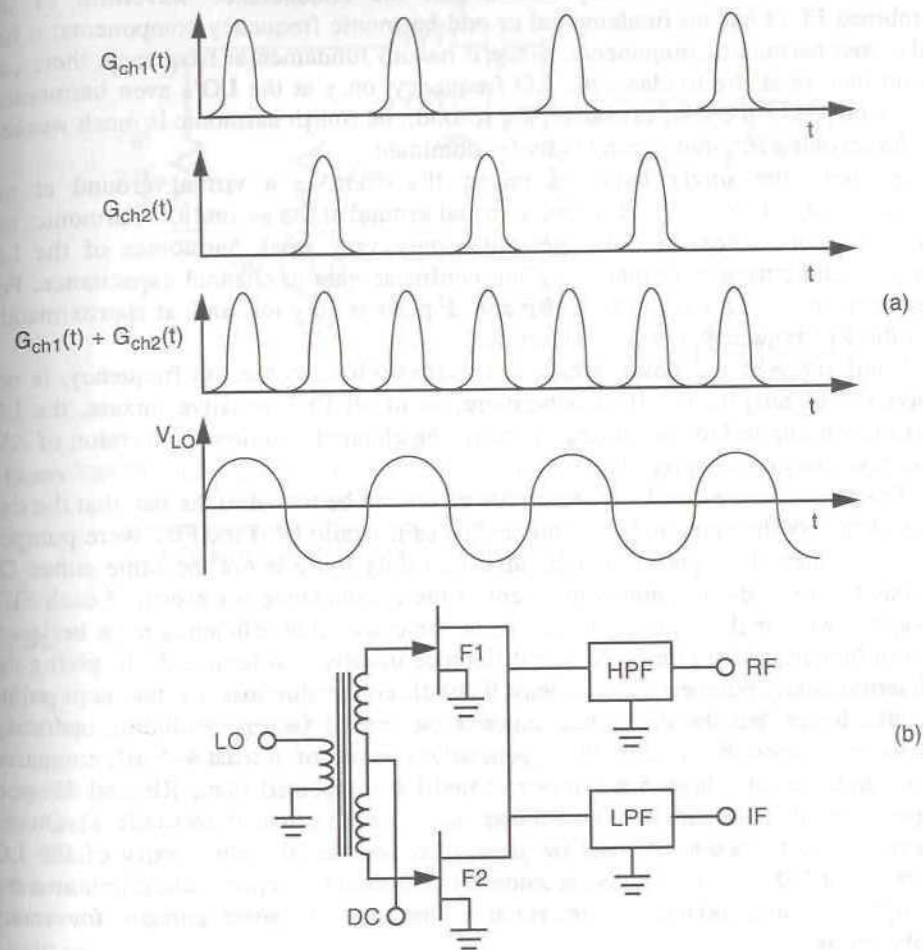 G_ch1(t)
t
G_ch2(t)
t
(a)
G_ch1(t) + G_ch2(t)
t
V_LO
t
F1
HPF
RF
LO
(b)
LPF
IF
F2
DC